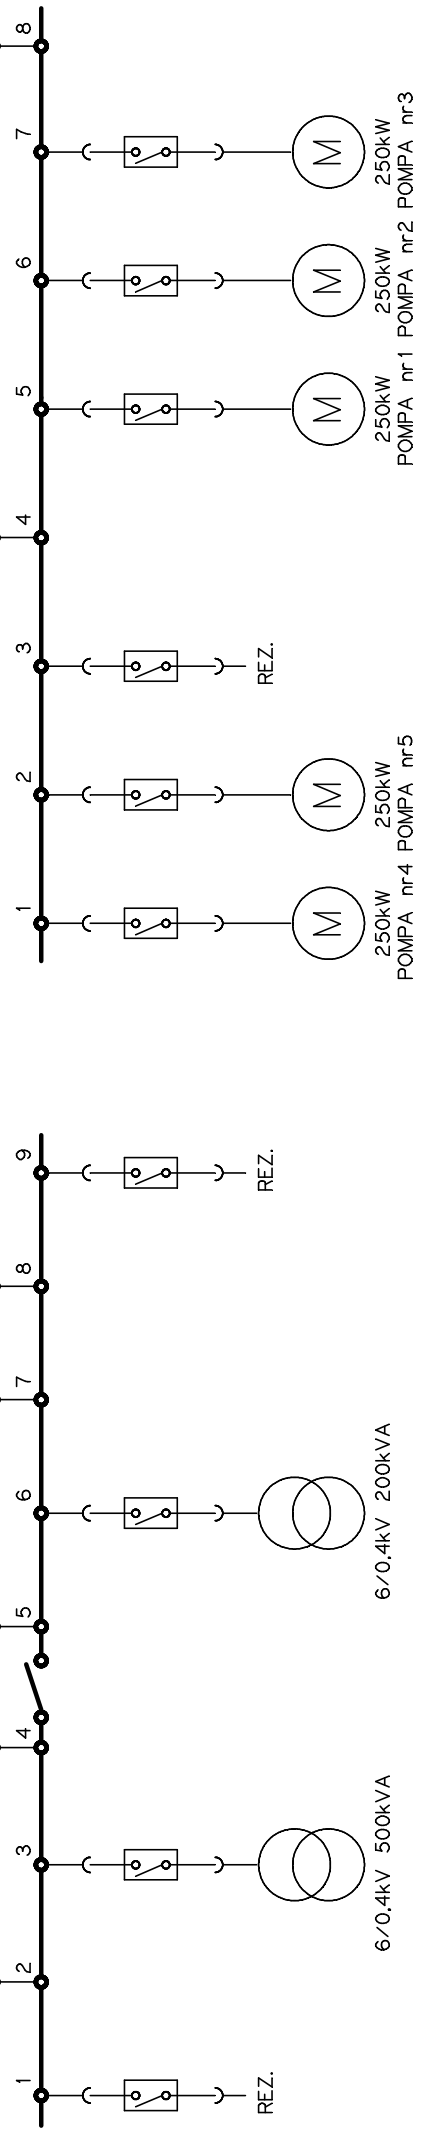 1 2 3 4 5 6 7 8 9 1 2 3 4 5 6 7 8
M M M M M
REZ. REZ. REZ.
6/0.4kV 500kVA 6/0.4kV 200kVA 250kW 250kW 250kW 250kW 250kW
POMPA nr4 POMPA nr5 POMPA nr1 POMPA nr2 POMPA nr3